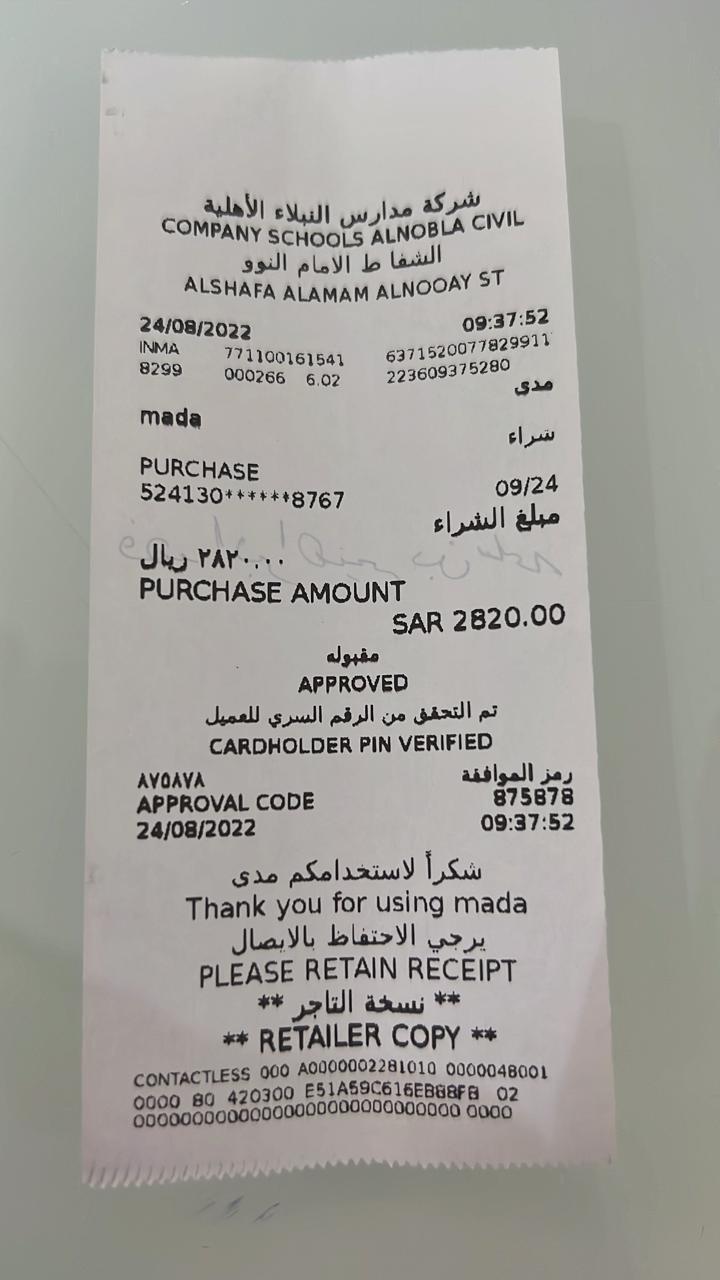 شركة مدارس النبلاء الأهلية
COMPANY SCHOOLS ALNOBLA CIVIL
الشفا ط الامام النوو
ALSHAFA ALAMAM ALNOOAY ST
24/08/2022 09:37:52
INMA 771100161541 6371520077829911
8299 000266 6.02 223609375280
مدى
mada
شراء
PURCHASE
524130******8767 09/24
مبلغ الشراء
٢٨٢٠.٠٠ ريال
PURCHASE AMOUNT
SAR 2820.00
مقبوله
APPROVED
تم التحقق من الرقم السري للعميل
CARDHOLDER PIN VERIFIED
رمز الموافقة ٨٧٥٨٧٨
APPROVAL CODE 875878
24/08/2022 09:37:52
شكراً لاستخدامكم مدى
Thank you for using mada
يرجي الاحتفاظ بالايصال
PLEASE RETAIN RECEIPT
** نسخة التاجر **
** RETAILER COPY **
CONTACTLESS 000 A0000002281010 0000048001
0000 80 420300 E51A59C616EB88F8 02